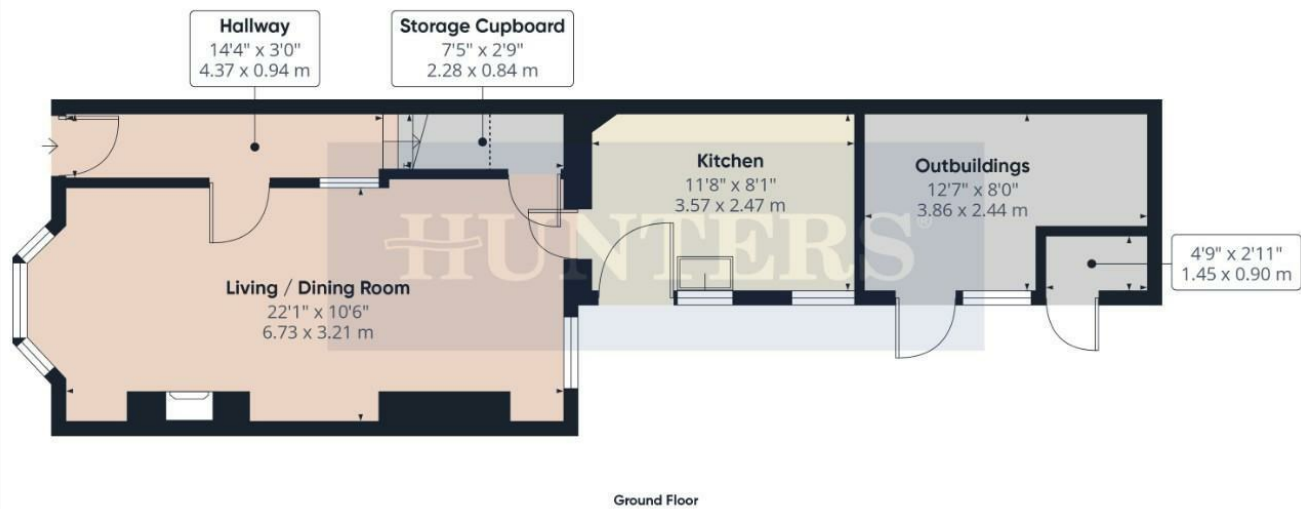 Hallway
14'4" x 3'0"
4.37 x 0.94 m
Storage Cupboard
7'5" x 2'9"
2.28 x 0.84 m
Kitchen
11'8" x 8'1"
3.57 x 2.47 m
Outbuildings
12'7" x 8'0"
3.86 x 2.44 m
HUNTERS®
4'9" x 2'11"
1.45 x 0.90 m
Living / Dining Room
22'1" x 10'6"
6.73 x 3.21 m
Ground Floor